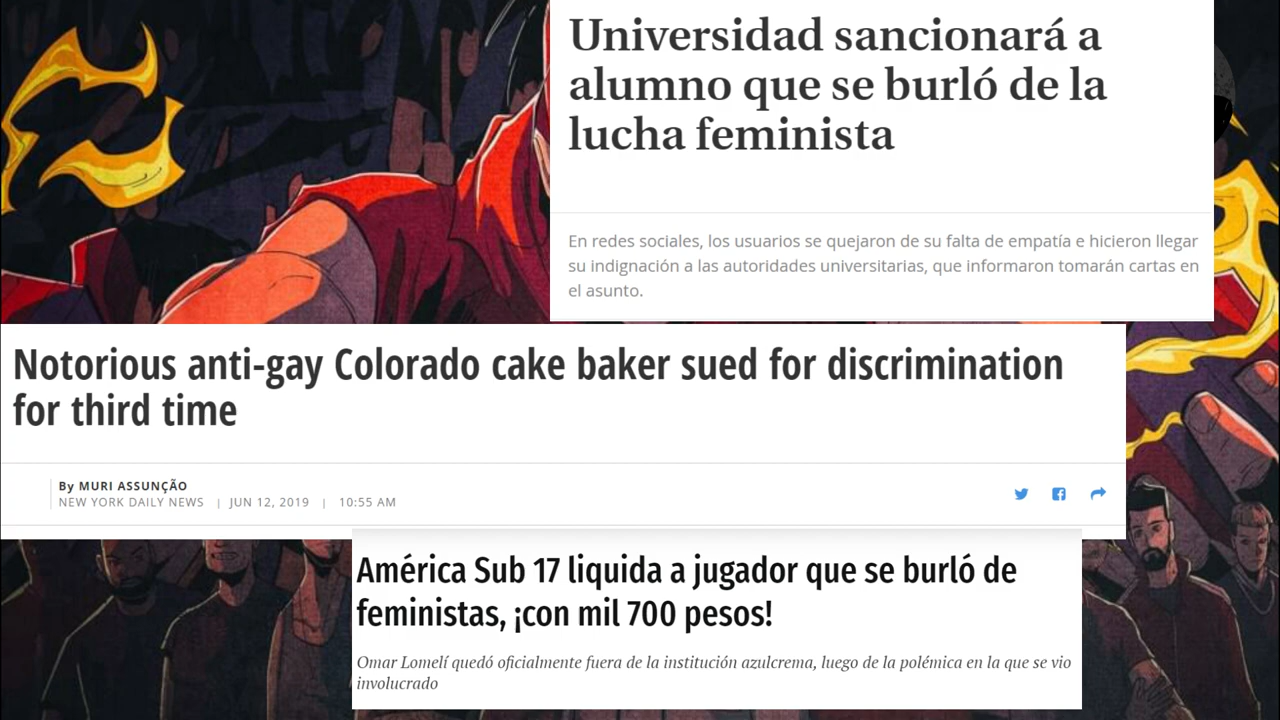 Universidad sancionará a
alumno que se burló de la
lucha feminista
En redes sociales, los usuarios se quejaron de su falta de empatía e hicieron llegar
su indignación a las autoridades universitarias, que informaron tomarán cartas en
el asunto.
Notorious anti-gay Colorado cake baker sued for discrimination
for third time
By MURI ASSUNÇÃO
NEW YORK DAILY NEWS | JUN 12, 2019 | 10:55 AM
América Sub 17 liquida a jugador que se burló de
feministas, ¡con mil 700 pesos!
Omar Lomelí quedó oficialmente fuera de la institución azulcrema, luego de la polémica en la que se vio
involucrado